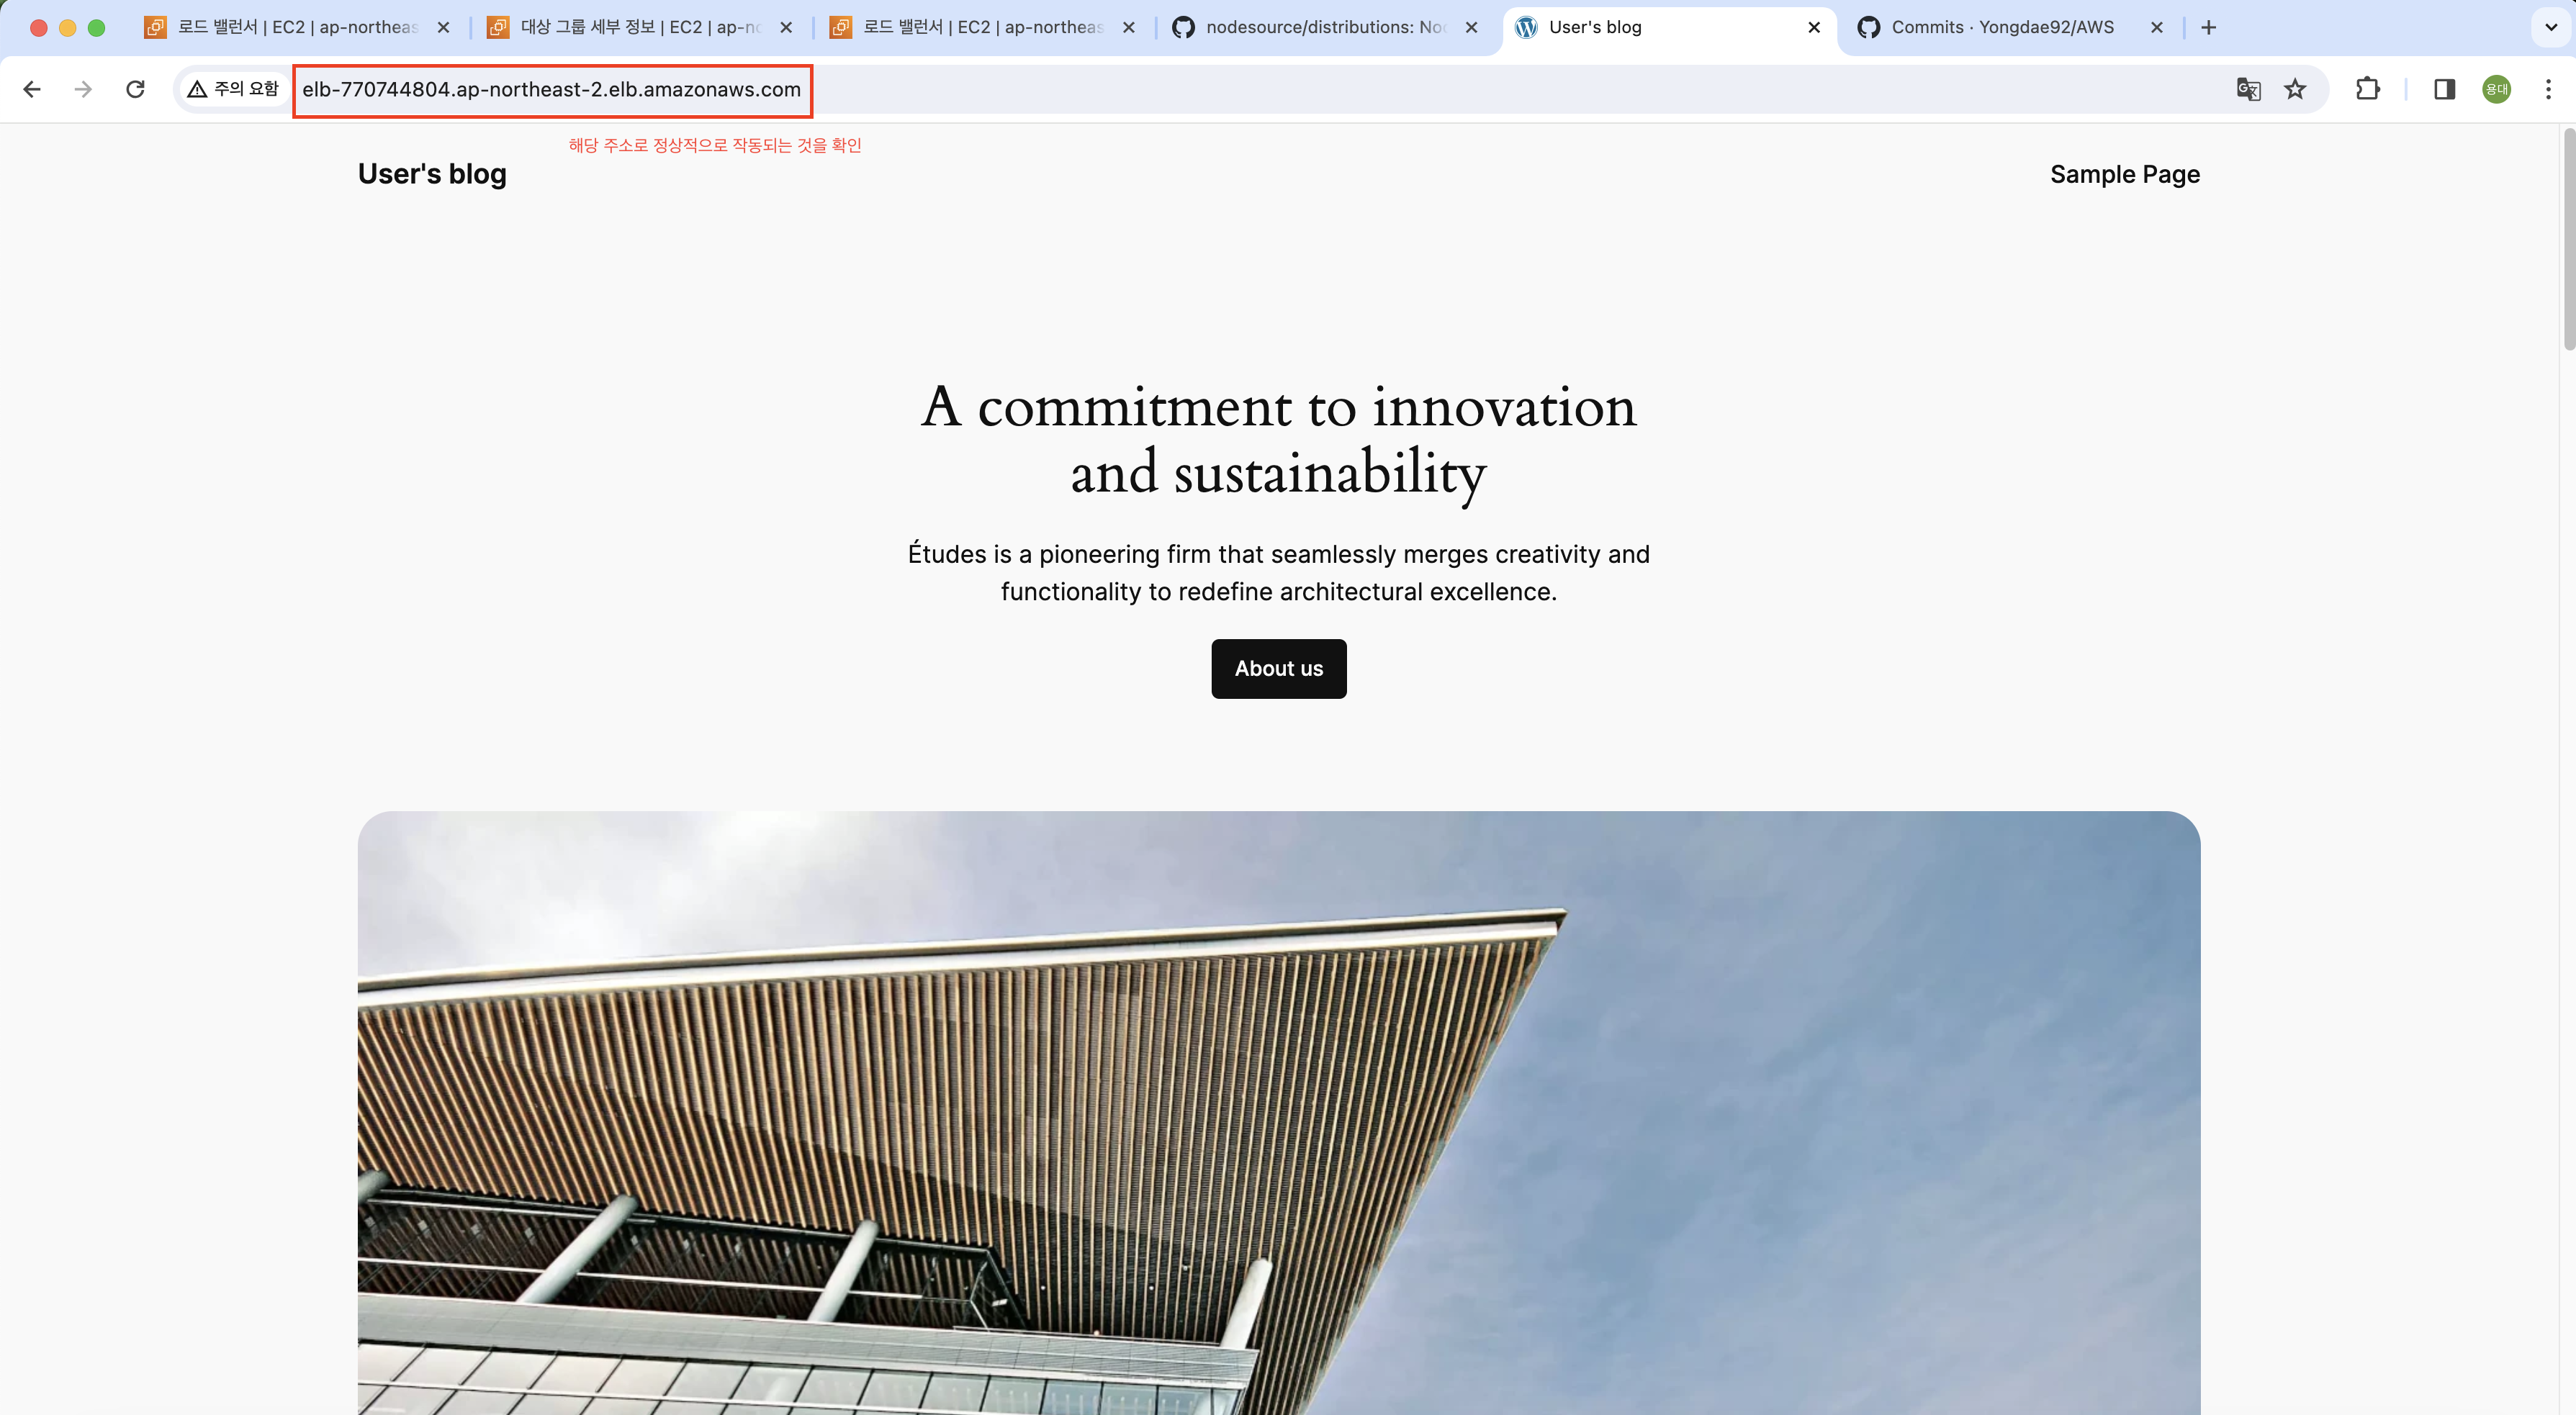 로드 밸런서 | EC2 | ap-northeas
대상 그룹 세부 정보 | EC2 | ap-no
로드 밸런서 | EC2 | ap-northeas
nodesource/distributions: Noc
User's blog
Commits · Yongdae92/AWS
주의 요함
elb-770744804.ap-northeast-2.elb.amazonaws.com
용대
해당 주소로 정상적으로 작동되는 것을 확인
User's blog
Sample Page
A commitment to innovation
and sustainability
Études is a pioneering firm that seamlessly merges creativity and
functionality to redefine architectural excellence.
About us